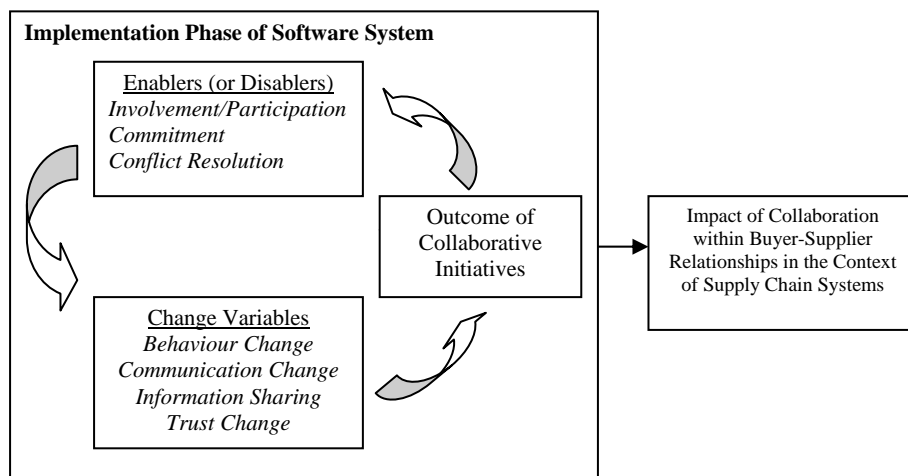 Implementation Phase of Software System
Enablers (or Disablers)
Involvement/Participation
Commitment
Conflict Resolution
Outcome of
Collaborative
Initiatives
Change Variables
Behaviour Change
Communication Change
Information Sharing
Trust Change
Impact of Collaboration
within Buyer-Supplier
Relationships in the Context
of Supply Chain Systems